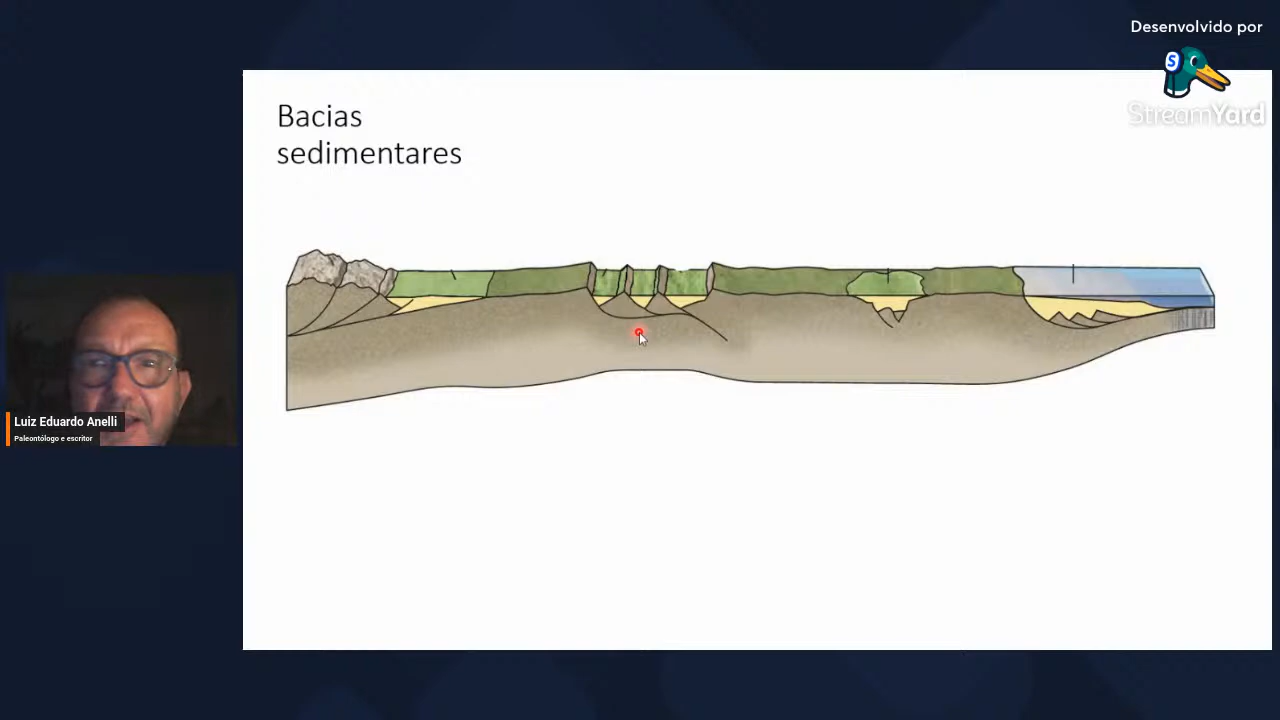 Desenvolvido por
S
StreamYard
Bacias
sedimentares
Luiz Eduardo Anelli
Paleontólogo e escritor